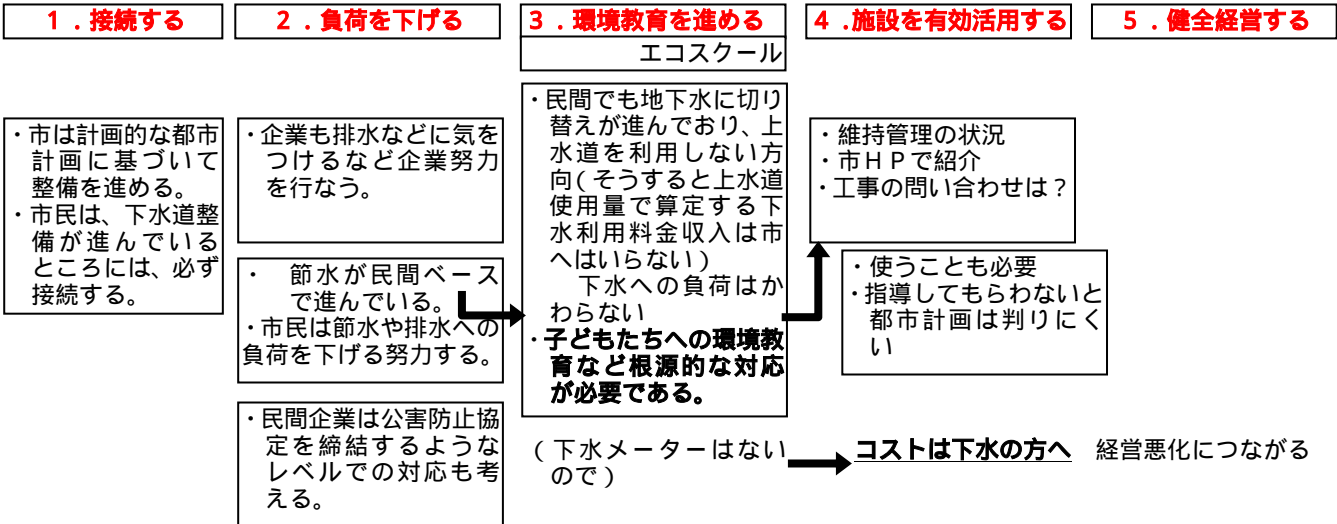 1．接続する
2．負荷を下げる
3．環境教育を進める
4．施設を有効活用する
5．健全経営する
エコスクール
・市は計画的な都市
計画に基づいて
整備を進める。
・市民は、下水道整
備が進んでいる
ところには、必ず
接続する。
・企業も排水などに気を
つけるなど企業努力
を行なう。
・ 節水が民間ベース
で進んでいる。
・市民は節水や排水への
負荷を下げる努力する。
・民間企業は公害防止協
定を締結するような
レベルでの対応も考
える。
・民間でも地下水に切り
替えが進んでおり、上
水道を利用しない方
向（そうすると上水道
使用量で算定する下
水利用料金収入は市
へはいらない）
下水への負荷はか
わらない
・子どもたちへの環境教
育など根源的な対応
が必要である。
（下水メーターはない
ので）
・維持管理の状況
・市ＨＰで紹介
・工事の問い合わせは？
・使うことも必要
・指導してもらわないと
都市計画は判りにく
い
コストは下水の方へ 経営悪化につながる